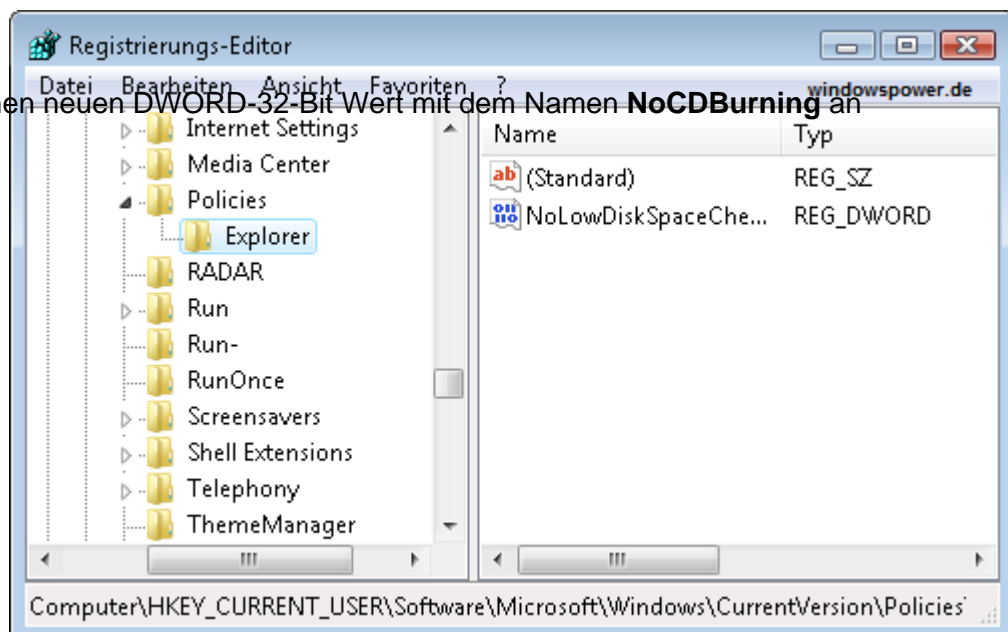 Registrierungs-Editor
Datei Bearbeiten Ansicht Favoriten ?
windowspower.de
en neuen DWORD-32-Bit Wert mit dem Namen NoCDBurning an
Internet Settings
Media Center
Policies
Explorer
RADAR
Run
Run-
RunOnce
Screensavers
Shell Extensions
Telephony
ThemeManager
Name Typ
(Standard) REG_SZ
NoLowDiskSpaceChe... REG_DWORD
Computer\HKEY_CURRENT_USER\Software\Microsoft\Windows\CurrentVersion\Policies